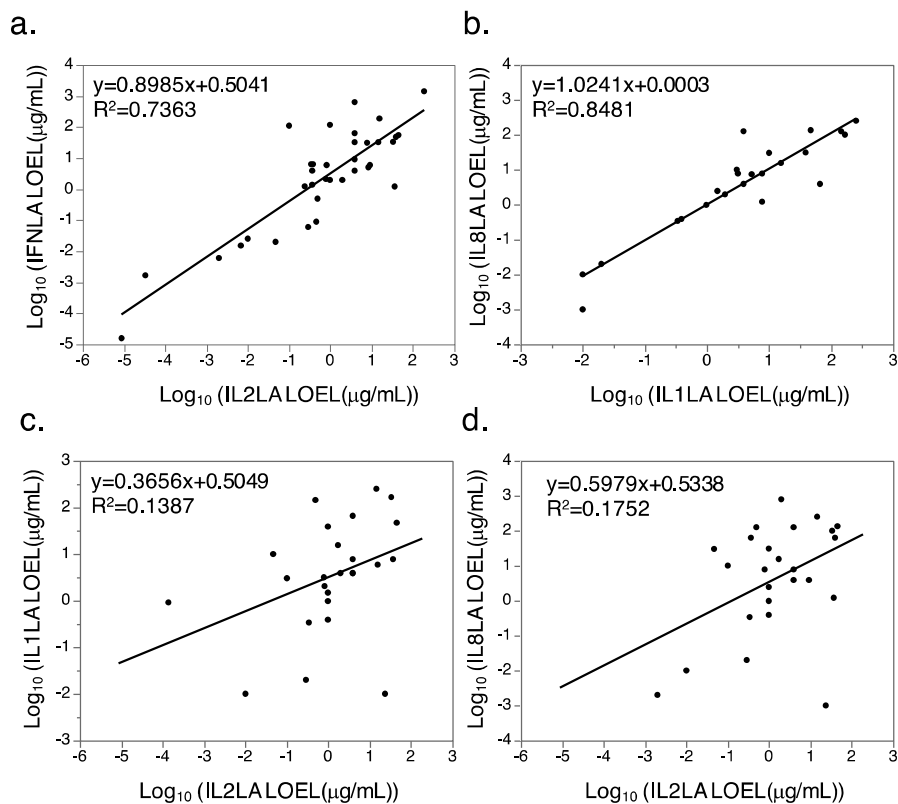 a.
y=0.8985x+0.5041
R²=0.7363
Log₁₀ (IFNLA LOEL(μg/mL))
4
3
2
1
0
-1
-2
-3
-4
-5
-6 -5 -4 -3 -2 -1 0 1 2 3
Log₁₀ (IL2LA LOEL(μg/mL))
b.
y=1.0241x+0.0003
R²=0.8481
Log₁₀ (IL8LA LOEL(μg/mL))
4
3
2
1
0
-1
-2
-3
-4
-3 -2 -1 0 1 2 3
Log₁₀ (IL1LA LOEL(μg/mL))
c.
y=0.3656x+0.5049
R²=0.1387
Log₁₀ (IL1LA LOEL(μg/mL))
3
2
1
0
-1
-2
-3
-6 -5 -4 -3 -2 -1 0 1 2 3
Log₁₀ (IL2LA LOEL(μg/mL))
d.
y=0.5979x+0.5338
R²=0.1752
Log₁₀ (IL8LA LOEL(μg/mL))
4
3
2
1
0
-1
-2
-3
-4
-6 -5 -4 -3 -2 -1 0 1 2 3
Log₁₀ (IL2LA LOEL(μg/mL))